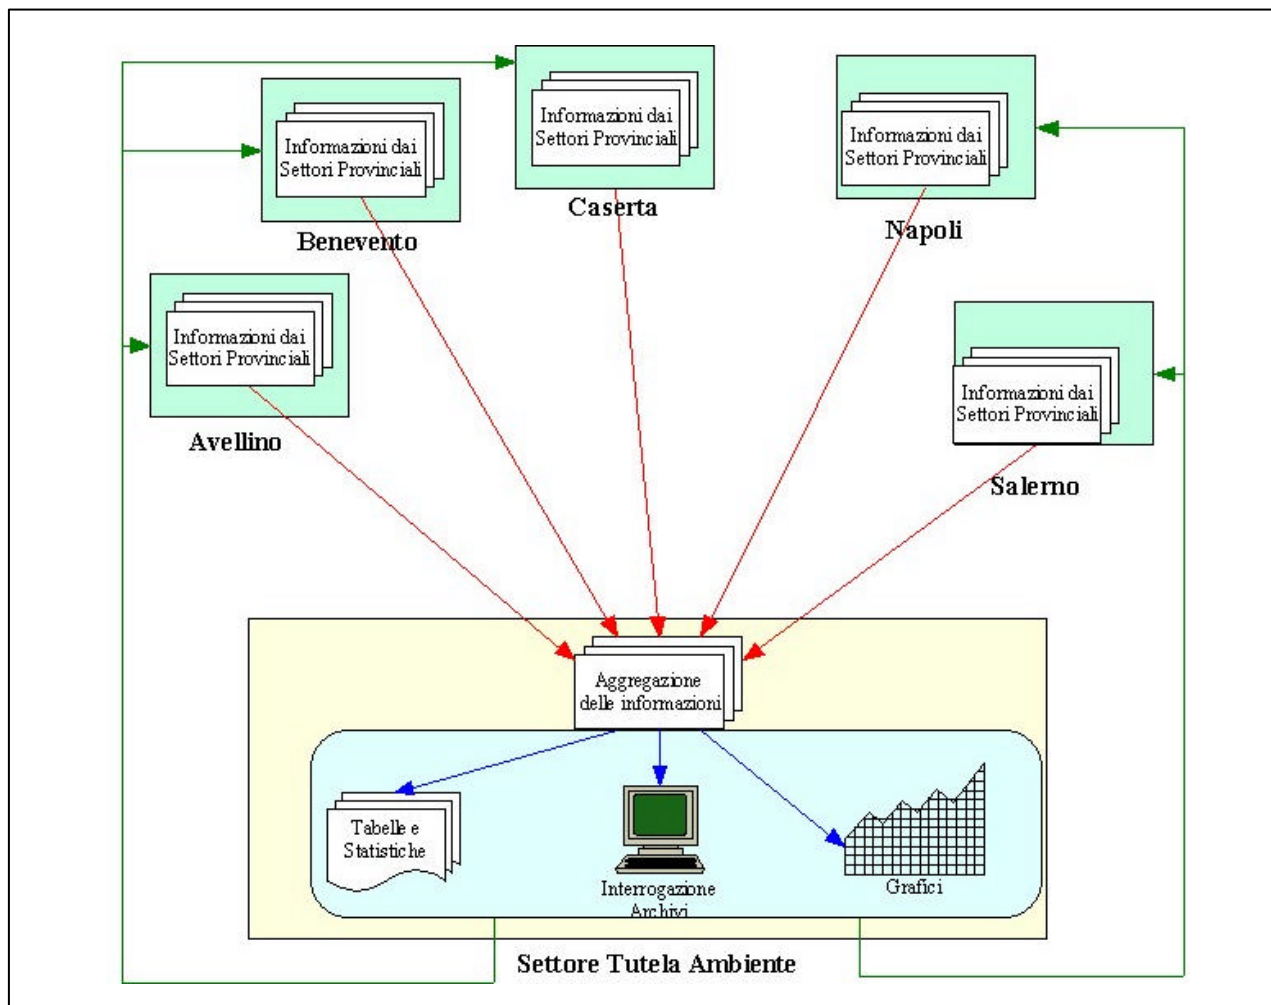 Informazioni dai
Settori Provinciali
Caserta
Informazioni dai
Settori Provinciali
Benevento
Informazioni dai
Settori Provinciali
Napoli
Informazioni dai
Settori Provinciali
Avellino
Informazioni dai
Settori Provinciali
Salerno
Aggregazione
delle informazioni
Tabelle e
Statistiche
Interrogazione
Archivi
Grafici
Settore Tutela Ambiente